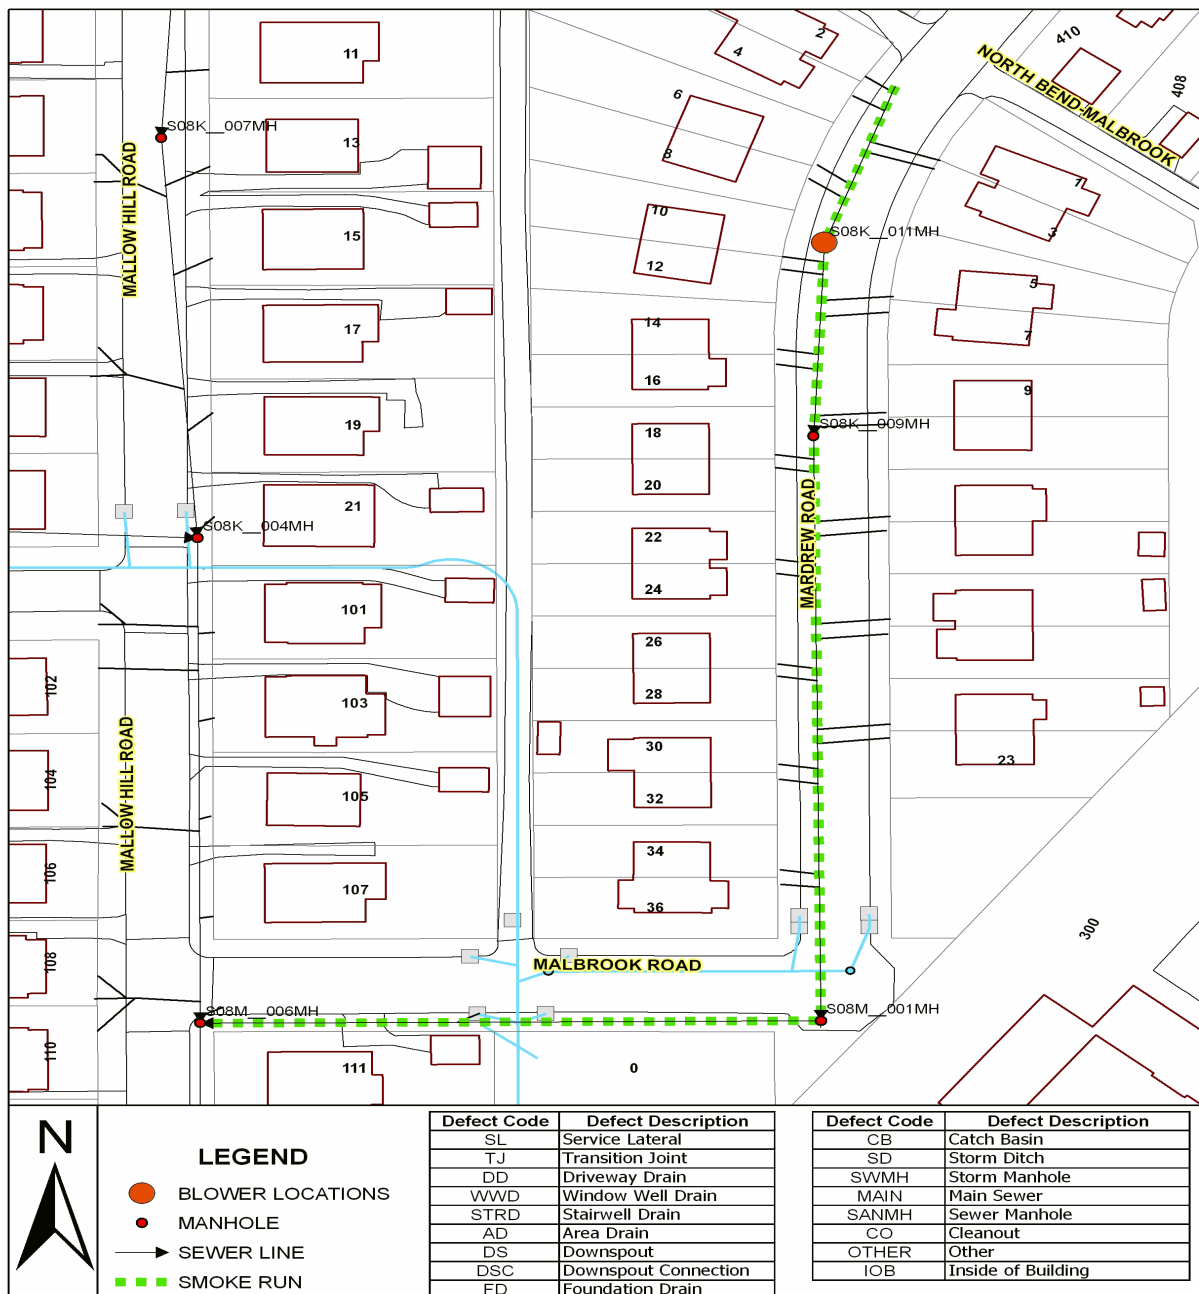 11
4
2
410
NORTH BEND-MALBROOK
408
6
8
S08K__007MH
13
MALLOW HILL ROAD
1
3
15
10
12
S08K__011MH
5
7
17
14
16
9
19
18
20
S08K__009MH
21
S08K__004MH
MARDREW ROAD
22
24
101
26
28
102
103
MALLOW HILL ROAD
30
32
23
104
105
34
36
106
107
300
108
MALBROOK ROAD
S08M__006MH
S08M__001MH
110
111
0
N
LEGEND
BLOWER LOCATIONS
MANHOLE
SEWER LINE
SMOKE RUN
Defect Code Defect Description
SL Service Lateral
TJ Transition Joint
DD Driveway Drain
WWD Window Well Drain
STRD Stairwell Drain
AD Area Drain
DS Downspout
DSC Downspout Connection
FD Foundation Drain
Defect Code Defect Description
CB Catch Basin
SD Storm Ditch
SWMH Storm Manhole
MAIN Main Sewer
SANMH Sewer Manhole
CO Cleanout
OTHER Other
IOB Inside of Building